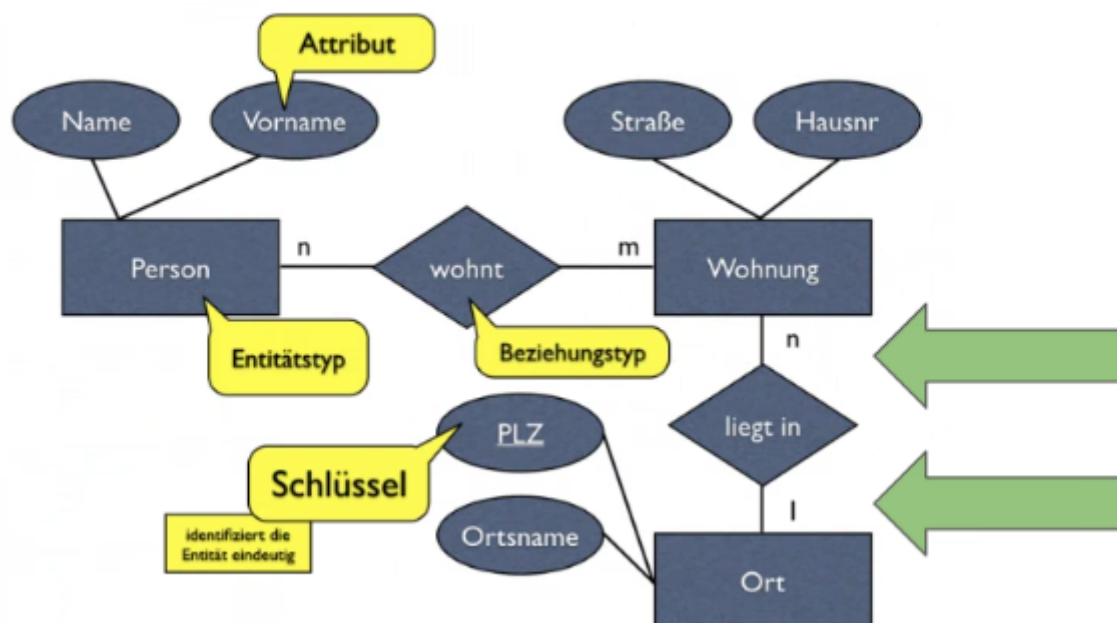 Attribut
Name
Vorname
Straße
Hausnr
Person
n
wohnt
m
Wohnung
Entitätstyp
Beziehungstyp
n
PLZ
liegt in
Schlüssel
identifiziert die
Entität eindeutig
Ortsname
1
Ort